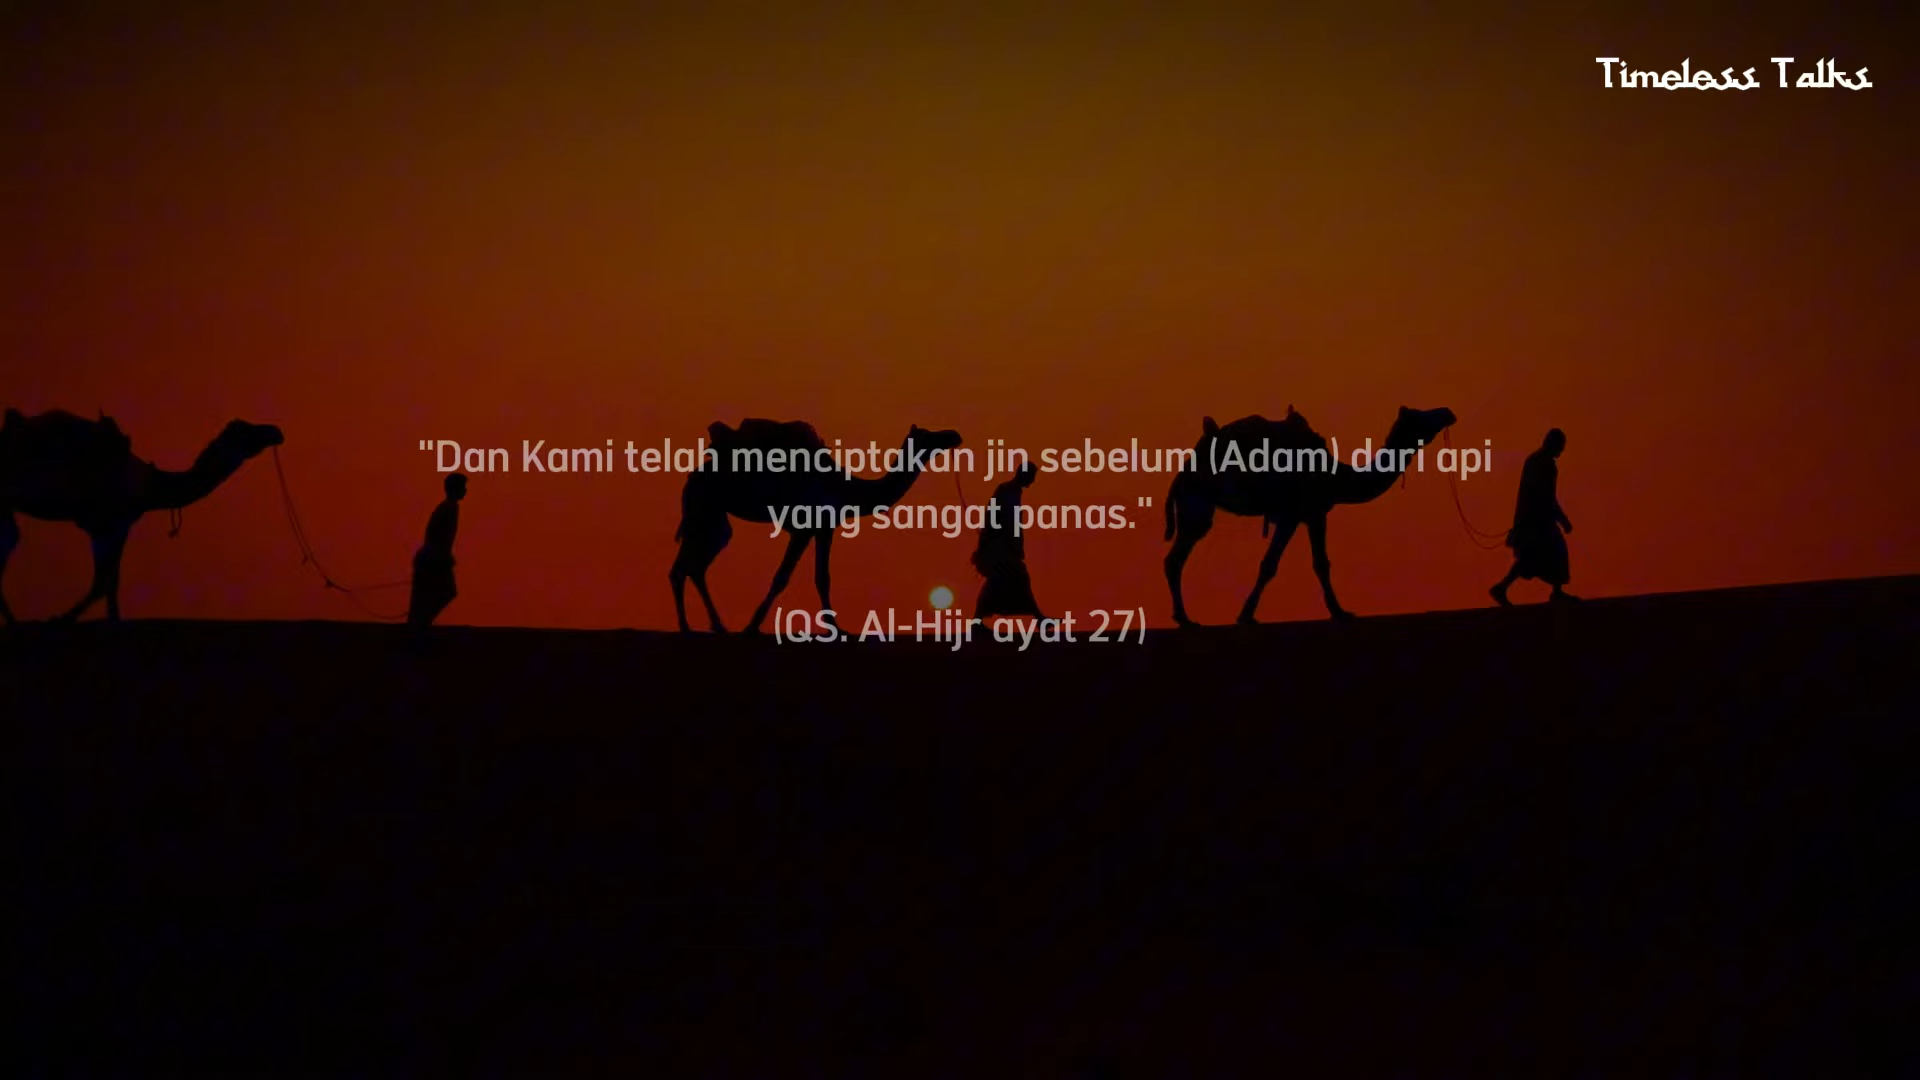 Timeless Talks
"Dan Kami telah menciptakan jin sebelum (Adam) dari api
yang sangat panas."
(QS. Al-Hijr ayat 27)